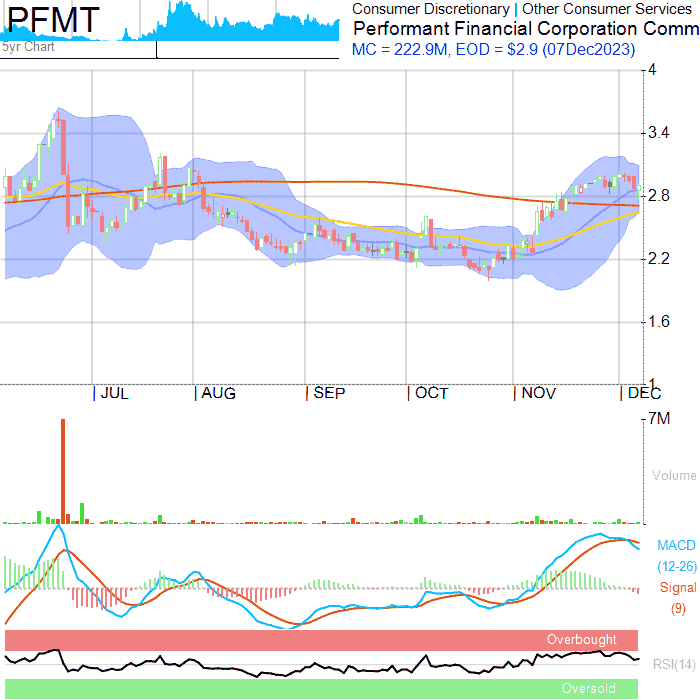 PFMT
5yr Chart
Consumer Discretionary | Other Consumer Services
Performant Financial Corporation Comm
MC = 222.9M, EOD = $2.9 (07Dec2023)
4
3.4
2.8
2.2
1.6
1
JUL AUG SEP OCT NOV DEC
7M
Volume
MACD
(12-26)
Signal
(9)
Overbought
RSI(14)
Oversold